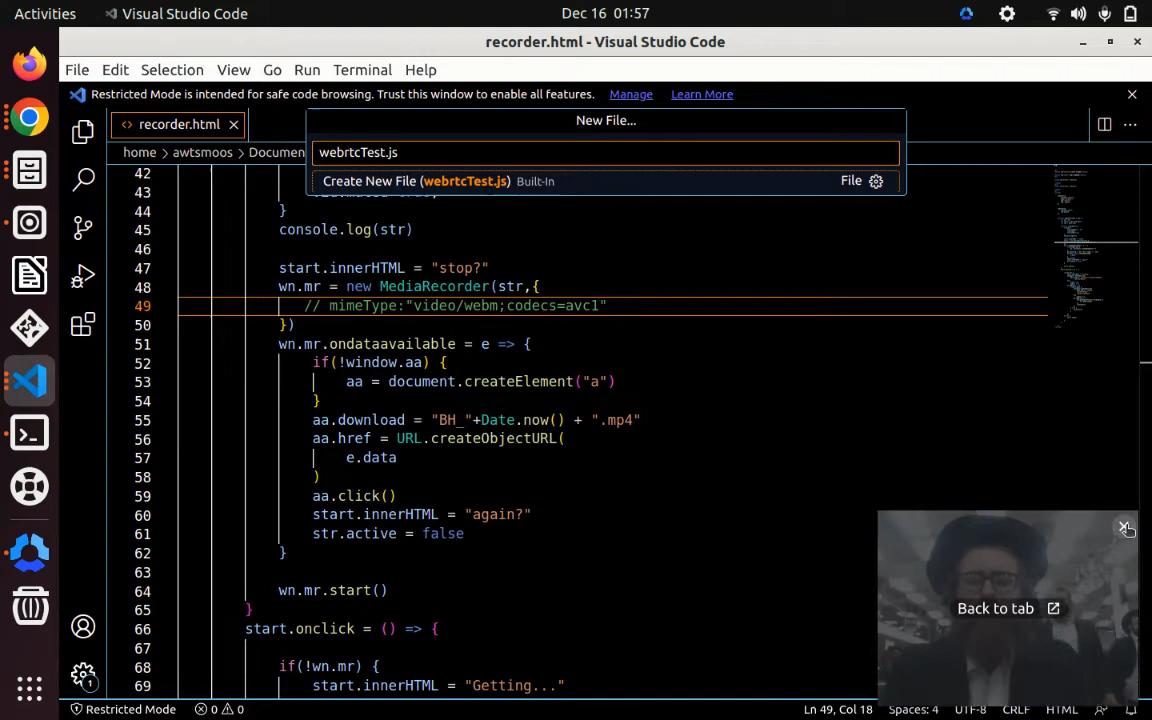 Activities
Visual Studio Code
Dec 16 01:57
recorder.html - Visual Studio Code
File Edit Selection View Go Run Terminal Help
Restricted Mode is intended for safe code browsing. Trust this window to enable all features. Manage Learn More
recorder.html
New File...
home > awtsmoos > Documen
webrtcTest.js
Create New File (webrtcTest.js) Built-In File
42
43
44 }
45 console.log(str)
46
47 start.innerHTML = "stop?"
48 wn.mr = new MediaRecorder(str,{
49 // mimeType:"video/webm;codecs=avc1"
50 })
51 wn.mr.ondataavailable = e => {
52 if(!window.aa) {
53 aa = document.createElement("a")
54 }
55 aa.download = "BH_"+Date.now() + ".mp4"
56 aa.href = URL.createObjectURL(
57 e.data
58 )
59 aa.click()
60 start.innerHTML = "again?"
61 str.active = false
62 }
63
64 wn.mr.start()
65 }
66 start.onclick = () => {
67
68 if(!wn.mr) {
69 start.innerHTML = "Getting..."
Back to tab
1
Restricted Mode 0 0 Ln 49, Col 18 Spaces: 4 UTF-8 CRLF HTML